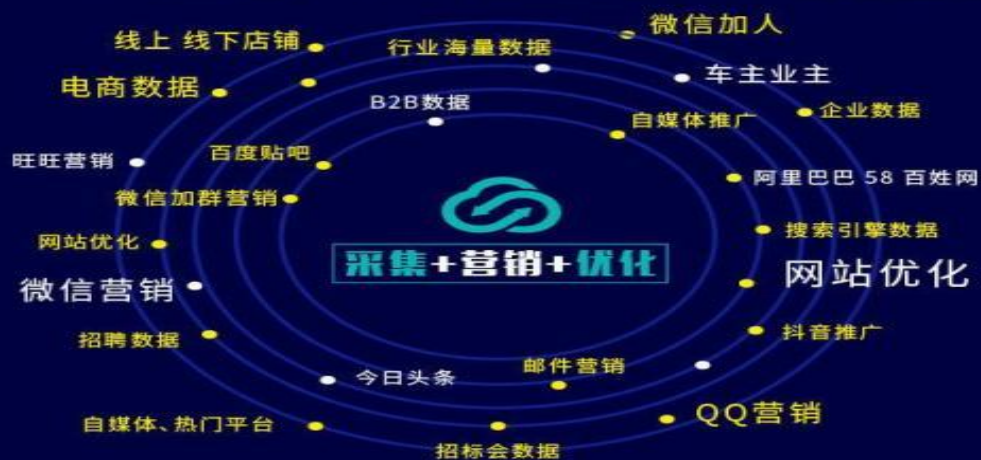 微信加人
线上 线下店铺
行业海量数据
车主业主
电商数据
B2B数据
企业数据
自媒体推广
百度贴吧
旺旺营销
阿里巴巴 58 百姓网
微信加群营销
搜索引擎数据
网站优化
采集+营销+优化
网站优化
微信营销
抖音推广
招聘数据
邮件营销
今日头条
QQ营销
自媒体、热门平台
招标会数据